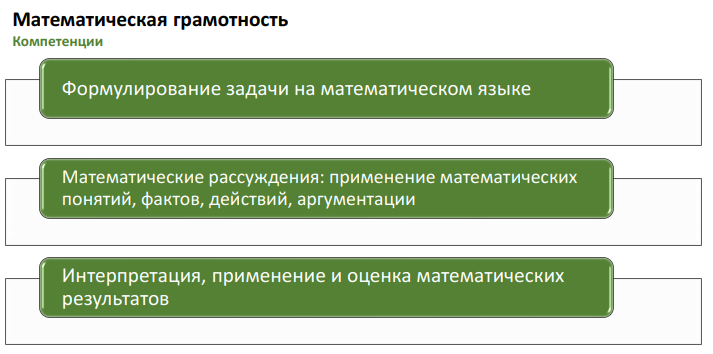 Математическая грамотность
Компетенции
Формулирование задачи на математическом языке
Математические рассуждения: применение математических
понятий, фактов, действий, аргументации
Интерпретация, применение и оценка математических
результатов